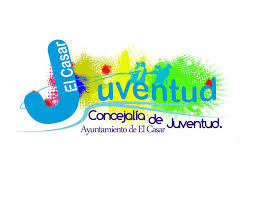 El Casar
Juventud
Concejalía de Juventud.
Ayuntamiento de El Casar